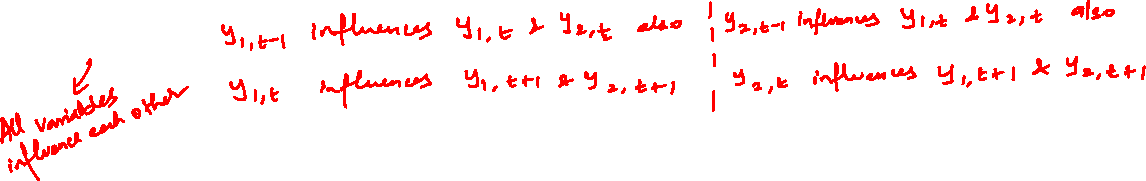 y₁,t-1 influences y₁,t & y₂,t also | y₂,t-1 influences y₁,t & y₂,t also
y₁,t influences y₁,t+1 & y₂,t+1 | y₂,t influences y₁,t+1 & y₂,t+1
All variables
influence each other